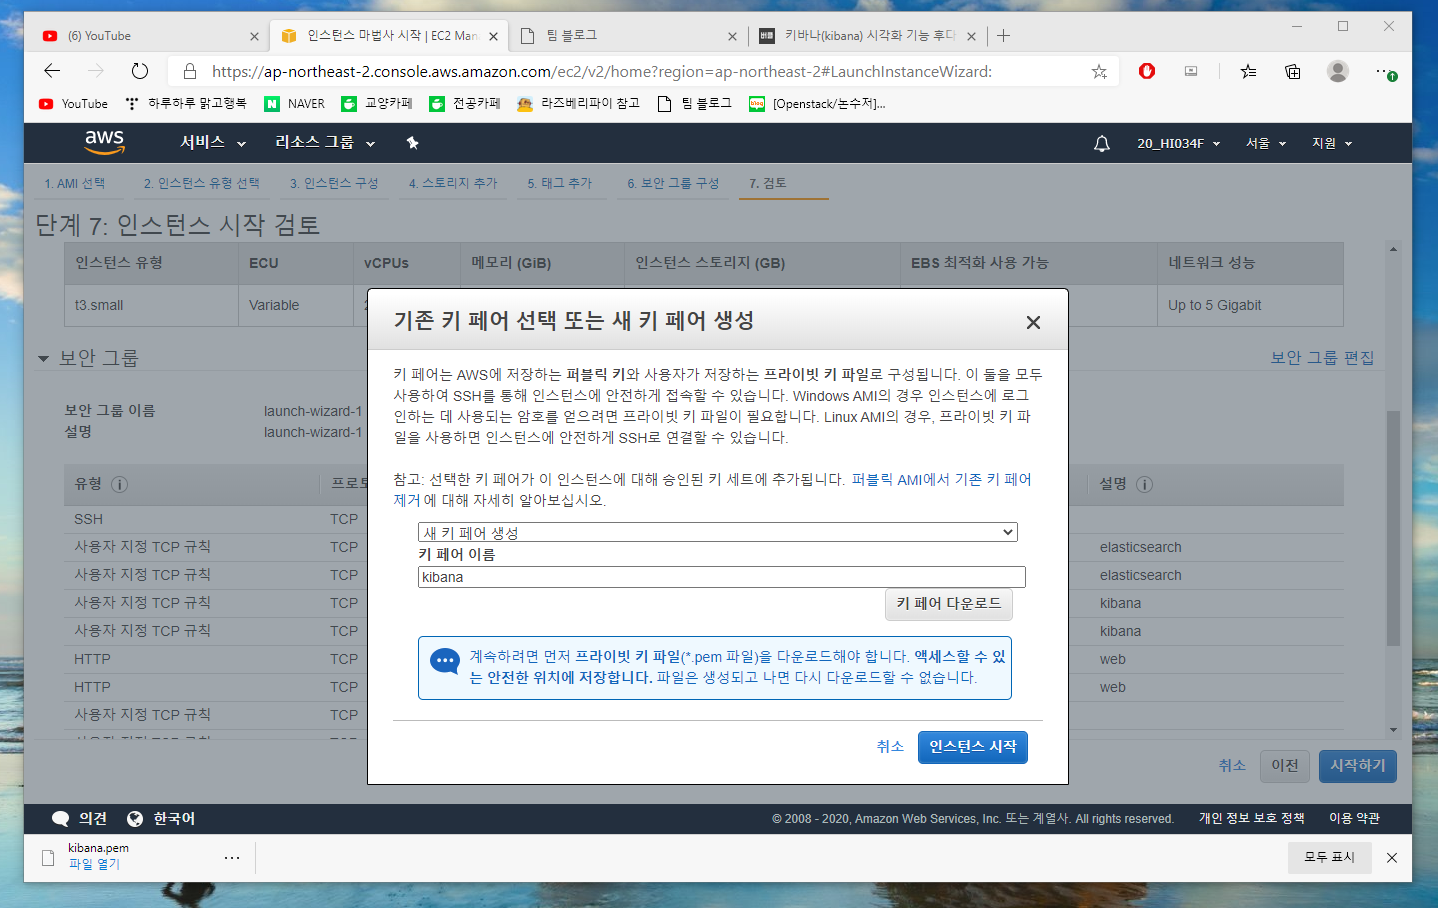 (6) YouTube
인스턴스 마법사 시작 | EC2 Man
팀 블로그
키바나(kibana) 시각화 기능 후다
https://ap-northeast-2.console.aws.amazon.com/ec2/v2/home?region=ap-northeast-2#LaunchInstanceWizard:
YouTube
하루하루 맑고행복
NAVER
교양카페
전공카페
라즈베리파이 참고
팀 블로그
[Openstack/논수저]...
aws
서비스
리소스 그룹
20_HI034F
서울
지원
1. AMI 선택
2. 인스턴스 유형 선택
3. 인스턴스 구성
4. 스토리지 추가
5. 태그 추가
6. 보안 그룹 구성
7. 검토
단계 7: 인스턴스 시작 검토
인스턴스 유형
ECU
vCPUs
메모리 (GiB)
인스턴스 스토리지 (GB)
EBS 최적화 사용 가능
네트워크 성능
t3.small
Variable
Up to 5 Gigabit
보안 그룹
보안 그룹 편집
보안 그룹 이름
launch-wizard-1
설명
launch-wizard-1
유형
프로토
설명
SSH
TCP
사용자 지정 TCP 규칙
TCP
elasticsearch
사용자 지정 TCP 규칙
TCP
elasticsearch
사용자 지정 TCP 규칙
TCP
kibana
사용자 지정 TCP 규칙
TCP
kibana
HTTP
TCP
web
HTTP
TCP
web
사용자 지정 TCP 규칙
TCP
기존 키 페어 선택 또는 새 키 페어 생성
키 페어는 AWS에 저장하는 퍼블릭 키와 사용자가 저장하는 프라이빗 키 파일로 구성됩니다. 이 둘을 모두
사용하여 SSH를 통해 인스턴스에 안전하게 접속할 수 있습니다. Windows AMI의 경우 인스턴스에 로그
인하는 데 사용되는 암호를 얻으려면 프라이빗 키 파일이 필요합니다. Linux AMI의 경우, 프라이빗 키 파
일을 사용하면 인스턴스에 안전하게 SSH로 연결할 수 있습니다.
참고: 선택한 키 페어가 이 인스턴스에 대해 승인된 키 세트에 추가됩니다. 퍼블릭 AMI에서 기존 키 페어
제거 에 대해 자세히 알아보십시오.
새 키 페어 생성
키 페어 이름
kibana
키 페어 다운로드
계속하려면 먼저 프라이빗 키 파일(*.pem 파일)을 다운로드해야 합니다. 액세스할 수 있
는 안전한 위치에 저장합니다. 파일은 생성되고 나면 다시 다운로드할 수 없습니다.
취소
인스턴스 시작
취소
이전
시작하기
의견
한국어
© 2008 - 2020, Amazon Web Services, Inc. 또는 계열사. All rights reserved.
개인 정보 보호 정책
이용 약관
kibana.pem
파일 열기
모두 표시